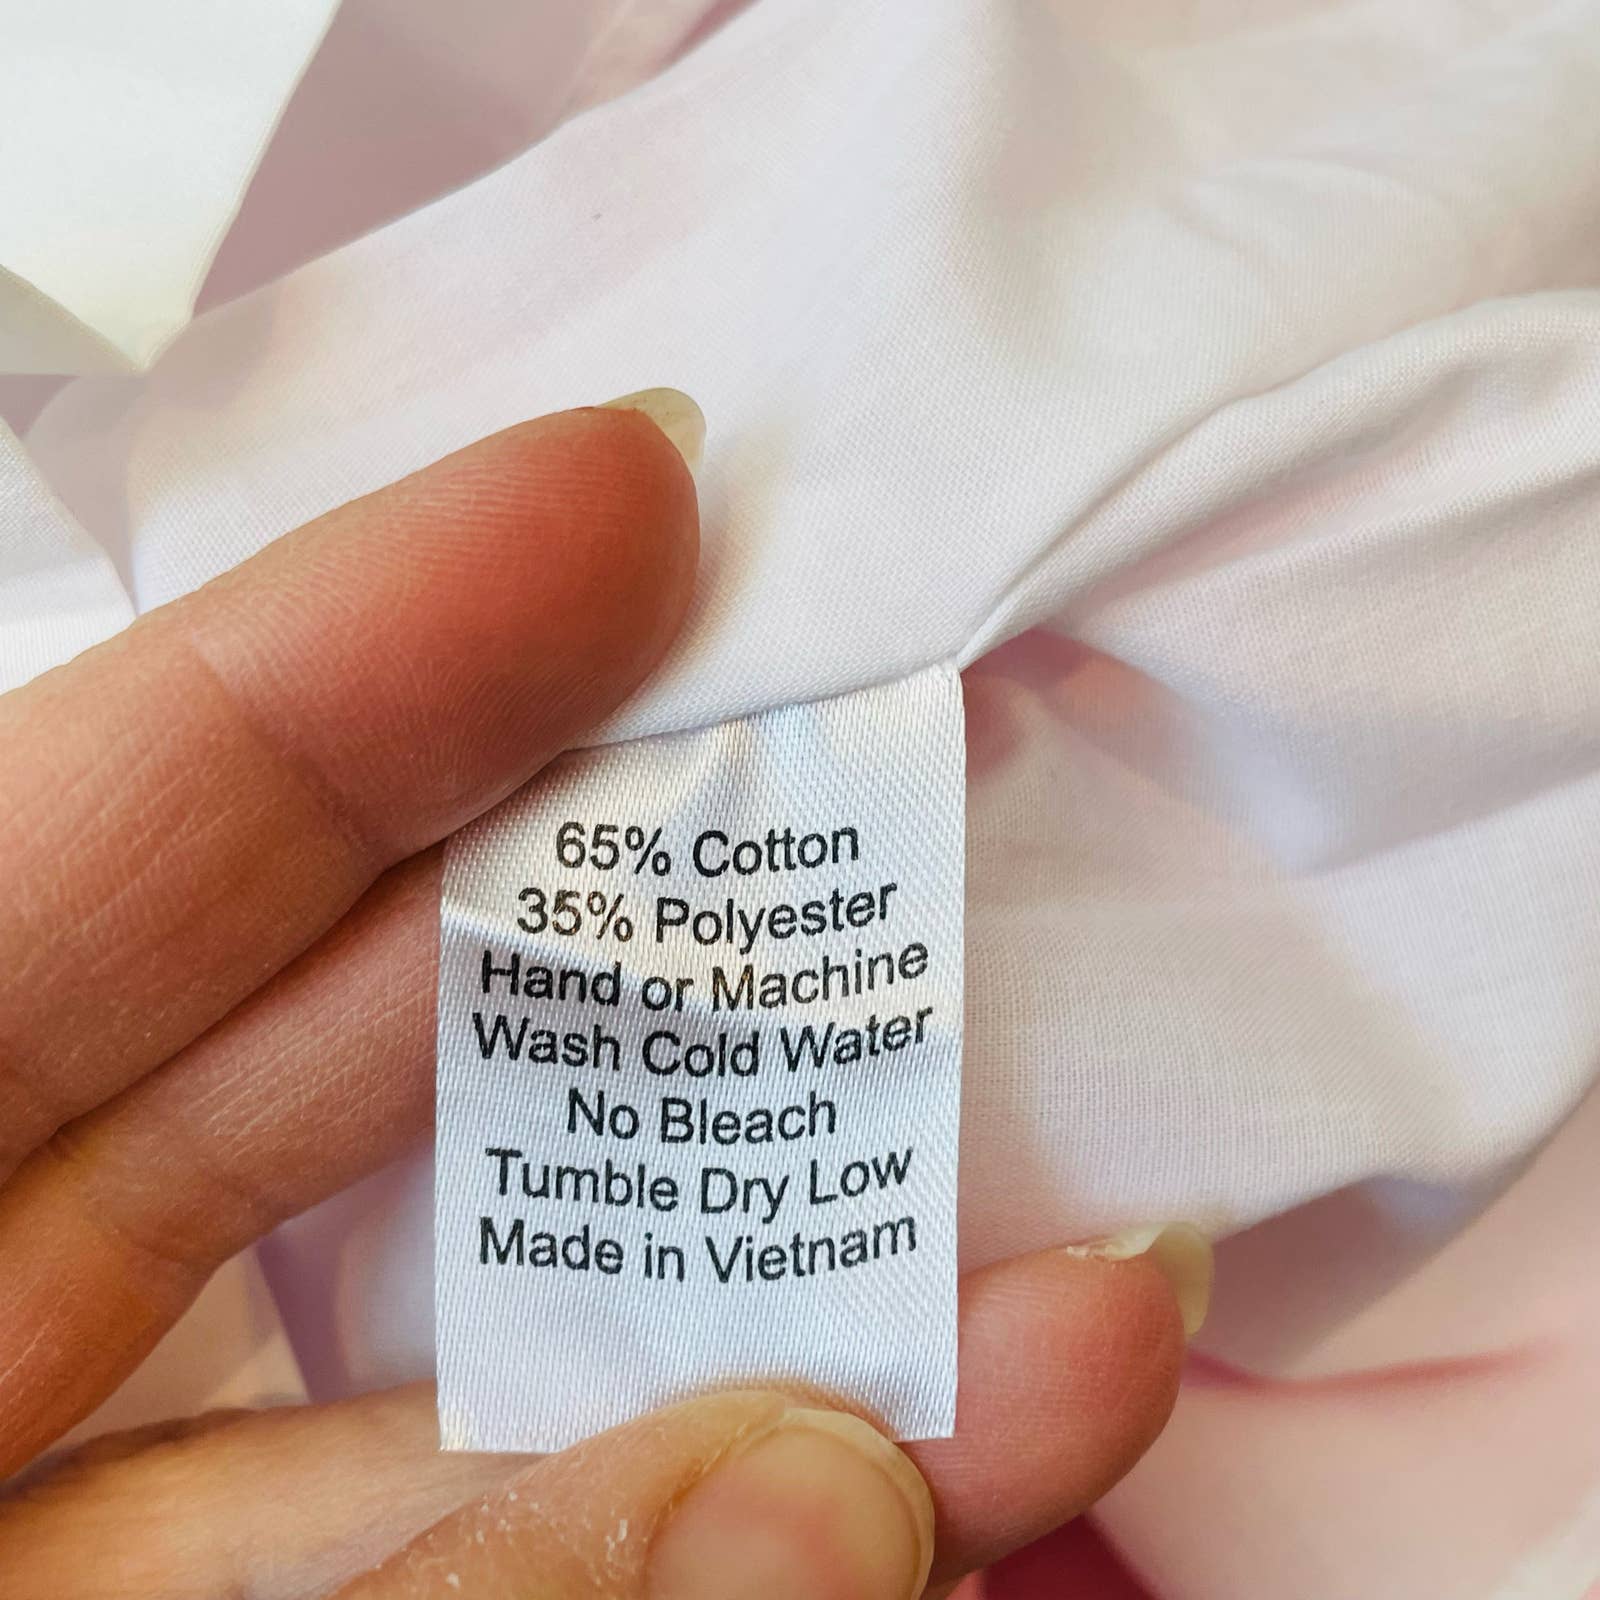 65% Cotton
35% Polyester
Hand or Machine
Wash Cold Water
No Bleach
Tumble Dry Low
Made in Vietnam